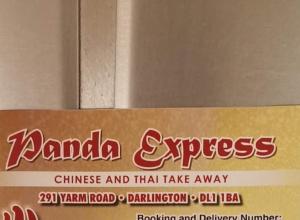 Panda Express
CHINESE AND THAI TAKE AWAY
291 YARM ROAD • DARLINGTON • DL1 1BA
Booking and Delivery Number: